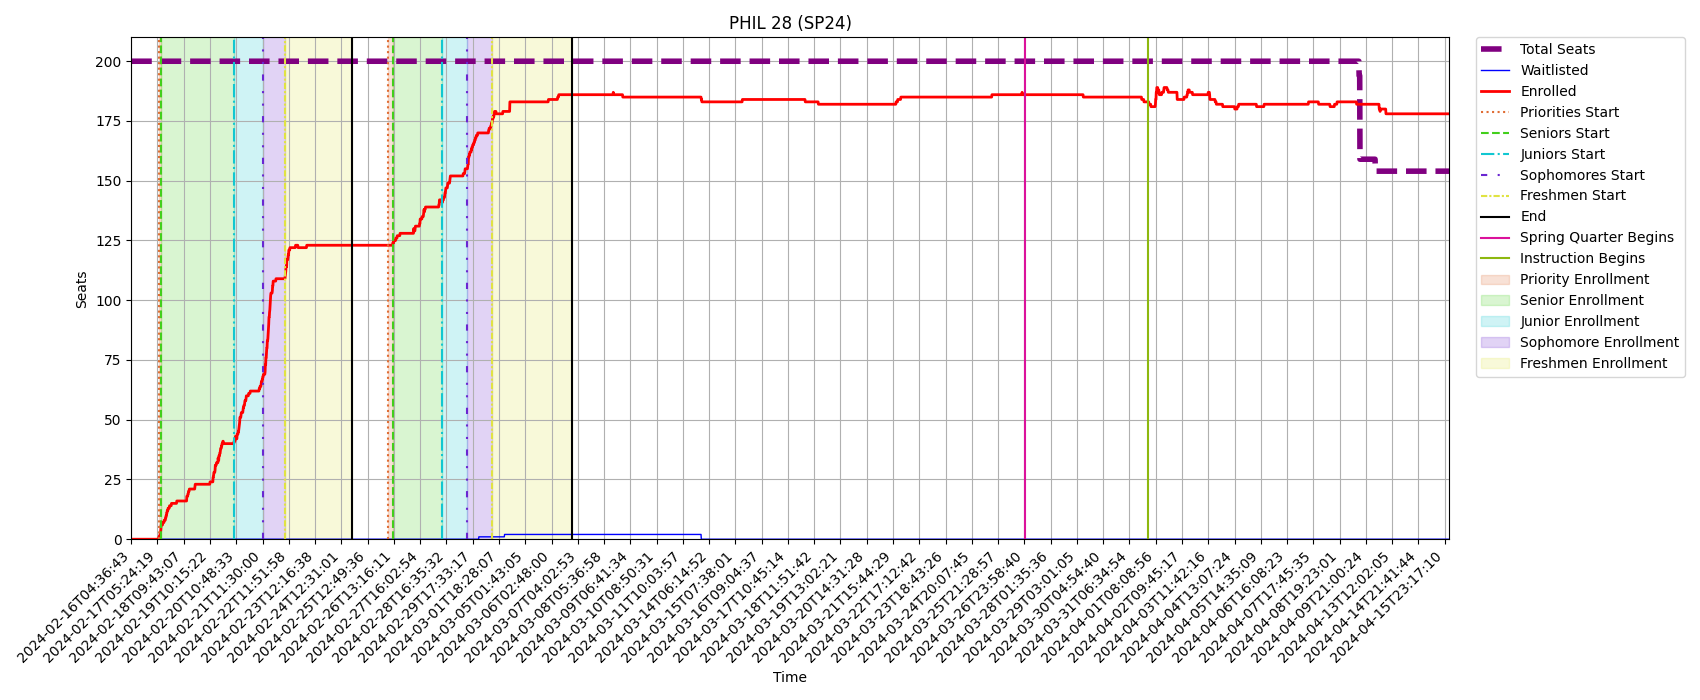 PHIL 28 (SP24)
Seats
200
175
150
125
100
75
50
25
0
2024-02-16T04:36:43
2024-02-17T05:24:19
2024-02-18T09:43:07
2024-02-19T10:15:22
2024-02-20T10:48:33
2024-02-21T11:30:00
2024-02-22T11:51:58
2024-02-23T12:16:38
2024-02-24T12:31:01
2024-02-25T12:49:36
2024-02-26T13:16:11
2024-02-27T16:02:54
2024-02-28T16:35:32
2024-02-29T17:33:17
2024-03-01T18:28:07
2024-03-05T01:43:05
2024-03-06T02:48:00
2024-03-07T04:02:53
2024-03-08T05:36:58
2024-03-09T06:41:34
2024-03-10T08:50:31
2024-03-11T10:03:57
2024-03-14T06:14:52
2024-03-15T07:38:01
2024-03-16T09:04:37
2024-03-17T10:45:14
2024-03-18T11:51:42
2024-03-19T13:02:21
2024-03-20T14:31:28
2024-03-21T15:44:29
2024-03-22T17:12:42
2024-03-23T18:43:26
2024-03-24T20:07:45
2024-03-25T21:28:57
2024-03-26T23:58:40
2024-03-28T01:35:36
2024-03-29T03:01:05
2024-03-30T04:54:40
2024-03-31T06:34:54
2024-04-01T08:08:56
2024-04-02T09:45:17
2024-04-03T11:42:16
2024-04-04T13:07:24
2024-04-05T14:35:09
2024-04-06T16:08:23
2024-04-07T17:45:35
2024-04-08T19:23:01
2024-04-09T21:00:24
2024-04-13T12:02:05
2024-04-14T21:41:44
2024-04-15T23:17:10
Time
Total Seats
Waitlisted
Enrolled
Priorities Start
Seniors Start
Juniors Start
Sophomores Start
Freshmen Start
End
Spring Quarter Begins
Instruction Begins
Priority Enrollment
Senior Enrollment
Junior Enrollment
Sophomore Enrollment
Freshmen Enrollment